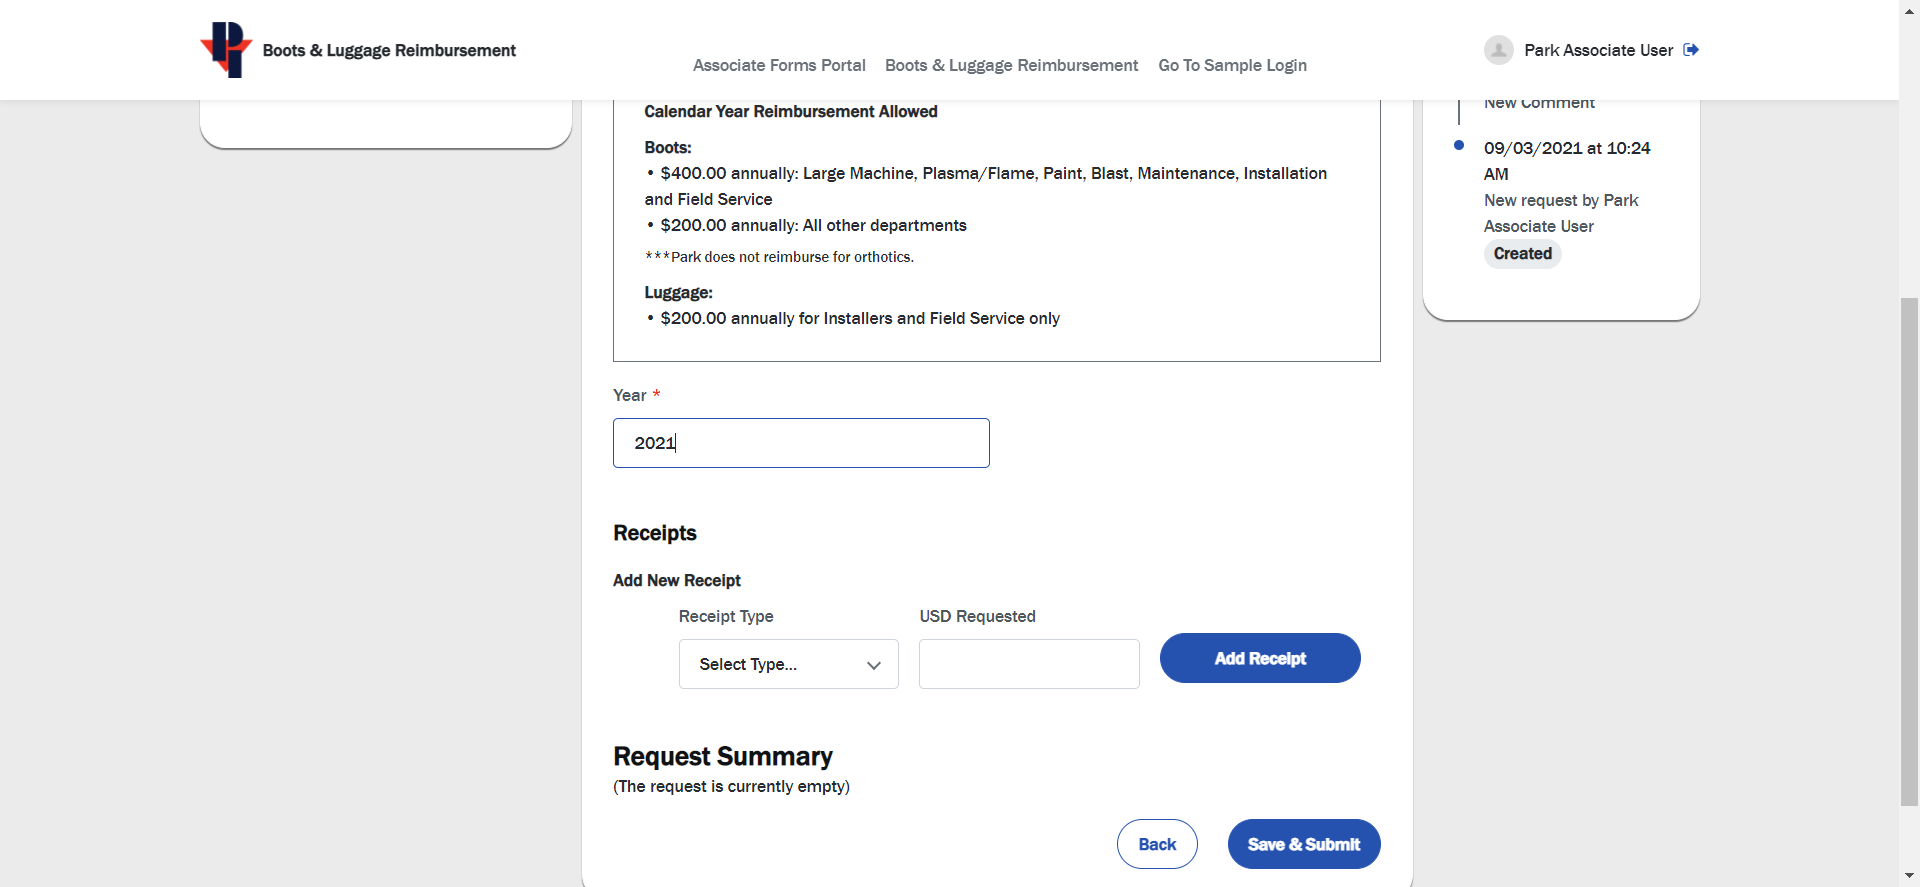 Boots & Luggage Reimbursement
Associate Forms Portal
Boots & Luggage Reimbursement
Go To Sample Login
Park Associate User
Calendar Year Reimbursement Allowed
Boots:
• $400.00 annually: Large Machine, Plasma/Flame, Paint, Blast, Maintenance, Installation
and Field Service
• $200.00 annually: All other departments
***Park does not reimburse for orthotics.
Luggage:
• $200.00 annually for Installers and Field Service only
Year *
2021
Receipts
Add New Receipt
Receipt Type
USD Requested
Select Type...
Add Receipt
Request Summary
(The request is currently empty)
Back
Save & Submit
New Comment
09/03/2021 at 10:24
AM
New request by Park
Associate User
Created